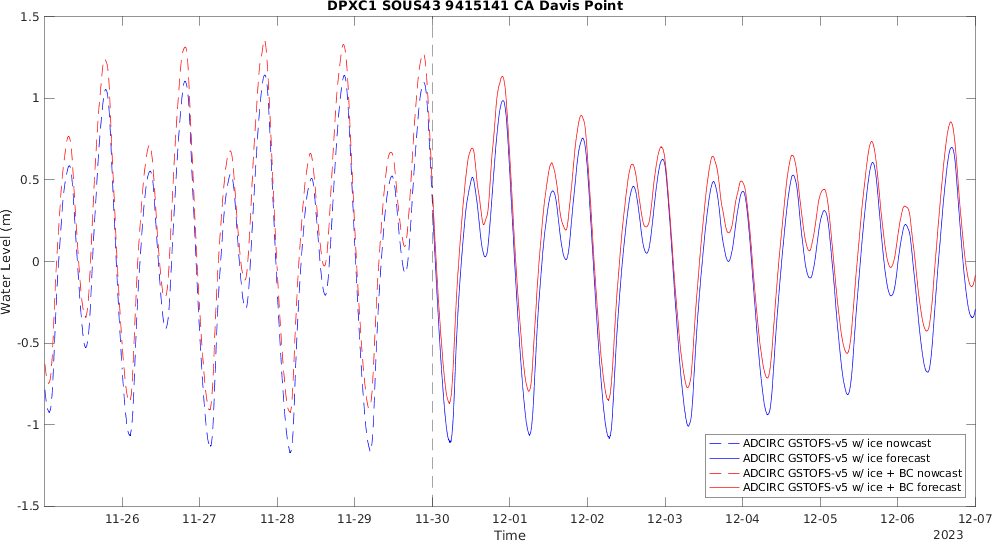 DPXC1 SOUS43 9415141 CA Davis Point
Water Level (m)
1.5
1
0.5
0
-0.5
-1
-1.5
ADCIRC GSTOFS-v5 w/ ice nowcast
ADCIRC GSTOFS-v5 w/ ice forecast
ADCIRC GSTOFS-v5 w/ ice + BC nowcast
ADCIRC GSTOFS-v5 w/ ice + BC forecast
11-26 11-27 11-28 11-29 11-30 12-01 12-02 12-03 12-04 12-05 12-06 12-07
Time
2023